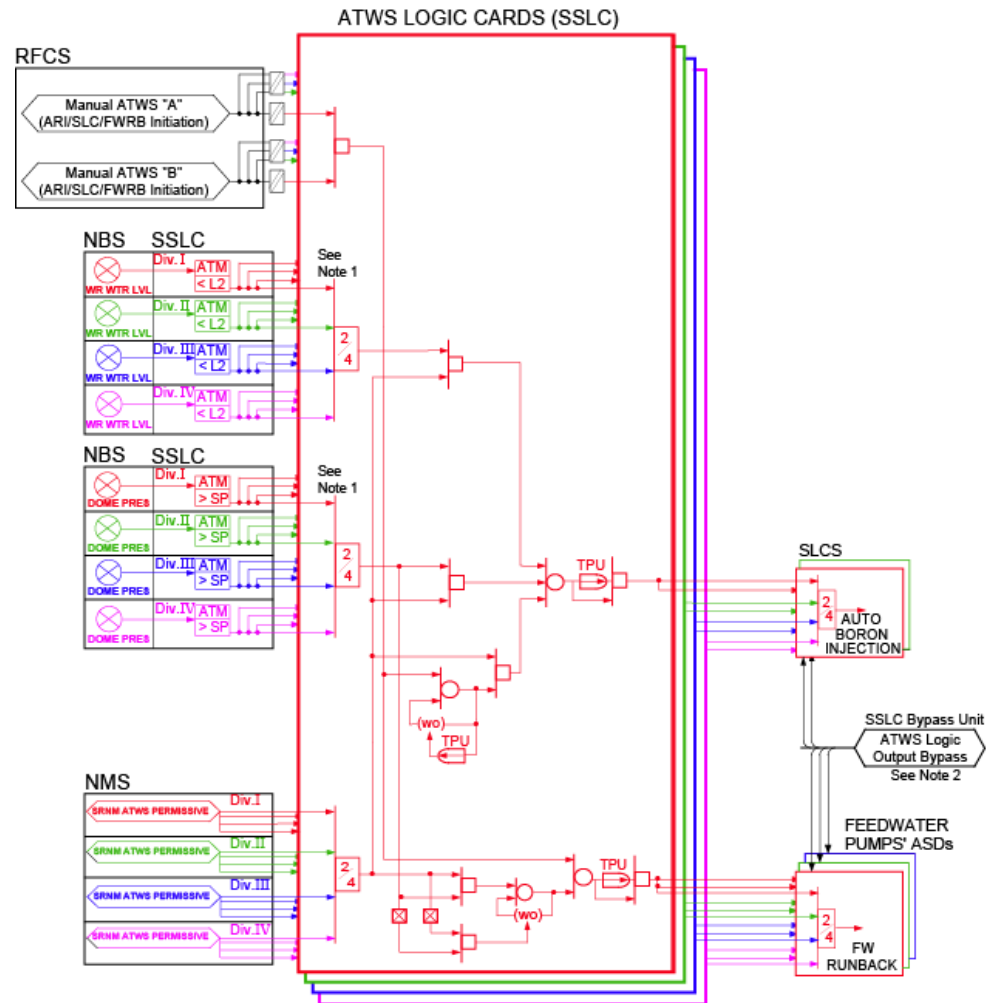 ATWS LOGIC CARDS (SSLC)
RFCS
Manual ATWS "A"
(ARI/SLC/FWRB Initiation)
Manual ATWS "B"
(ARI/SLC/FWRB Initiation)
NBS SSLC
Div. I
ATM
< L2
WR WTR LVL
Div. II
ATM
< L2
WR WTR LVL
Div. III
ATM
< L2
WR WTR LVL
Div. IV
ATM
< L2
WR WTR LVL
See
Note 1
2
4
NBS SSLC
Div.I
ATM
> SP
DOME PRES
Div.II
ATM
> SP
DOME PRES
Div.III
ATM
> SP
DOME PRES
Div.IV
ATM
> SP
DOME PRES
See
Note 1
2
4
TPU
(wo)
TPU
SLCS
2
4
AUTO
BORON
INJECTION
SSLC Bypass Unit
ATWS Logic
Output Bypass
See Note 2
NMS
Div.I
SRNM ATWS PERMISSIVE
Div.II
SRNM ATWS PERMISSIVE
Div.III
SRNM ATWS PERMISSIVE
Div.IV
SRNM ATWS PERMISSIVE
2
4
TPU
(wo)
FEEDWATER
PUMPS' ASDs
2
4
FW
RUNBACK